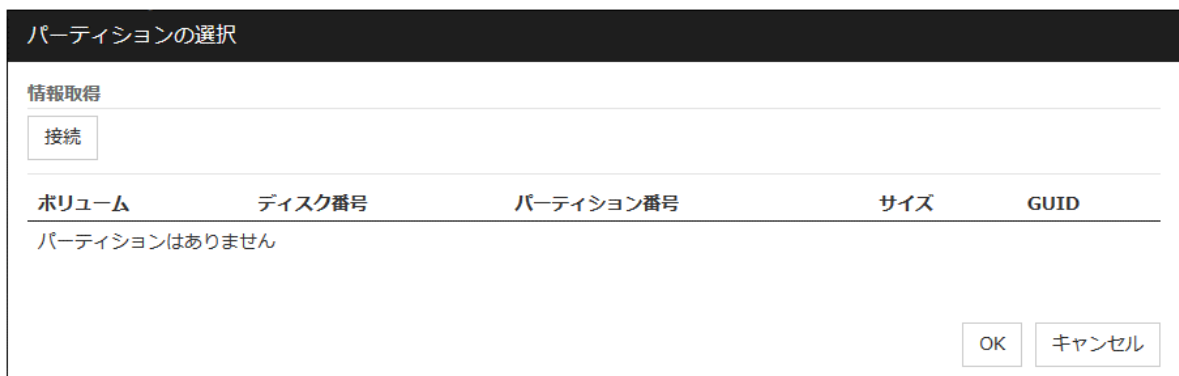 パーティションの選択
情報取得
接続
ボリューム ディスク番号 パーティション番号 サイズ GUID
パーティションはありません
OK キャンセル